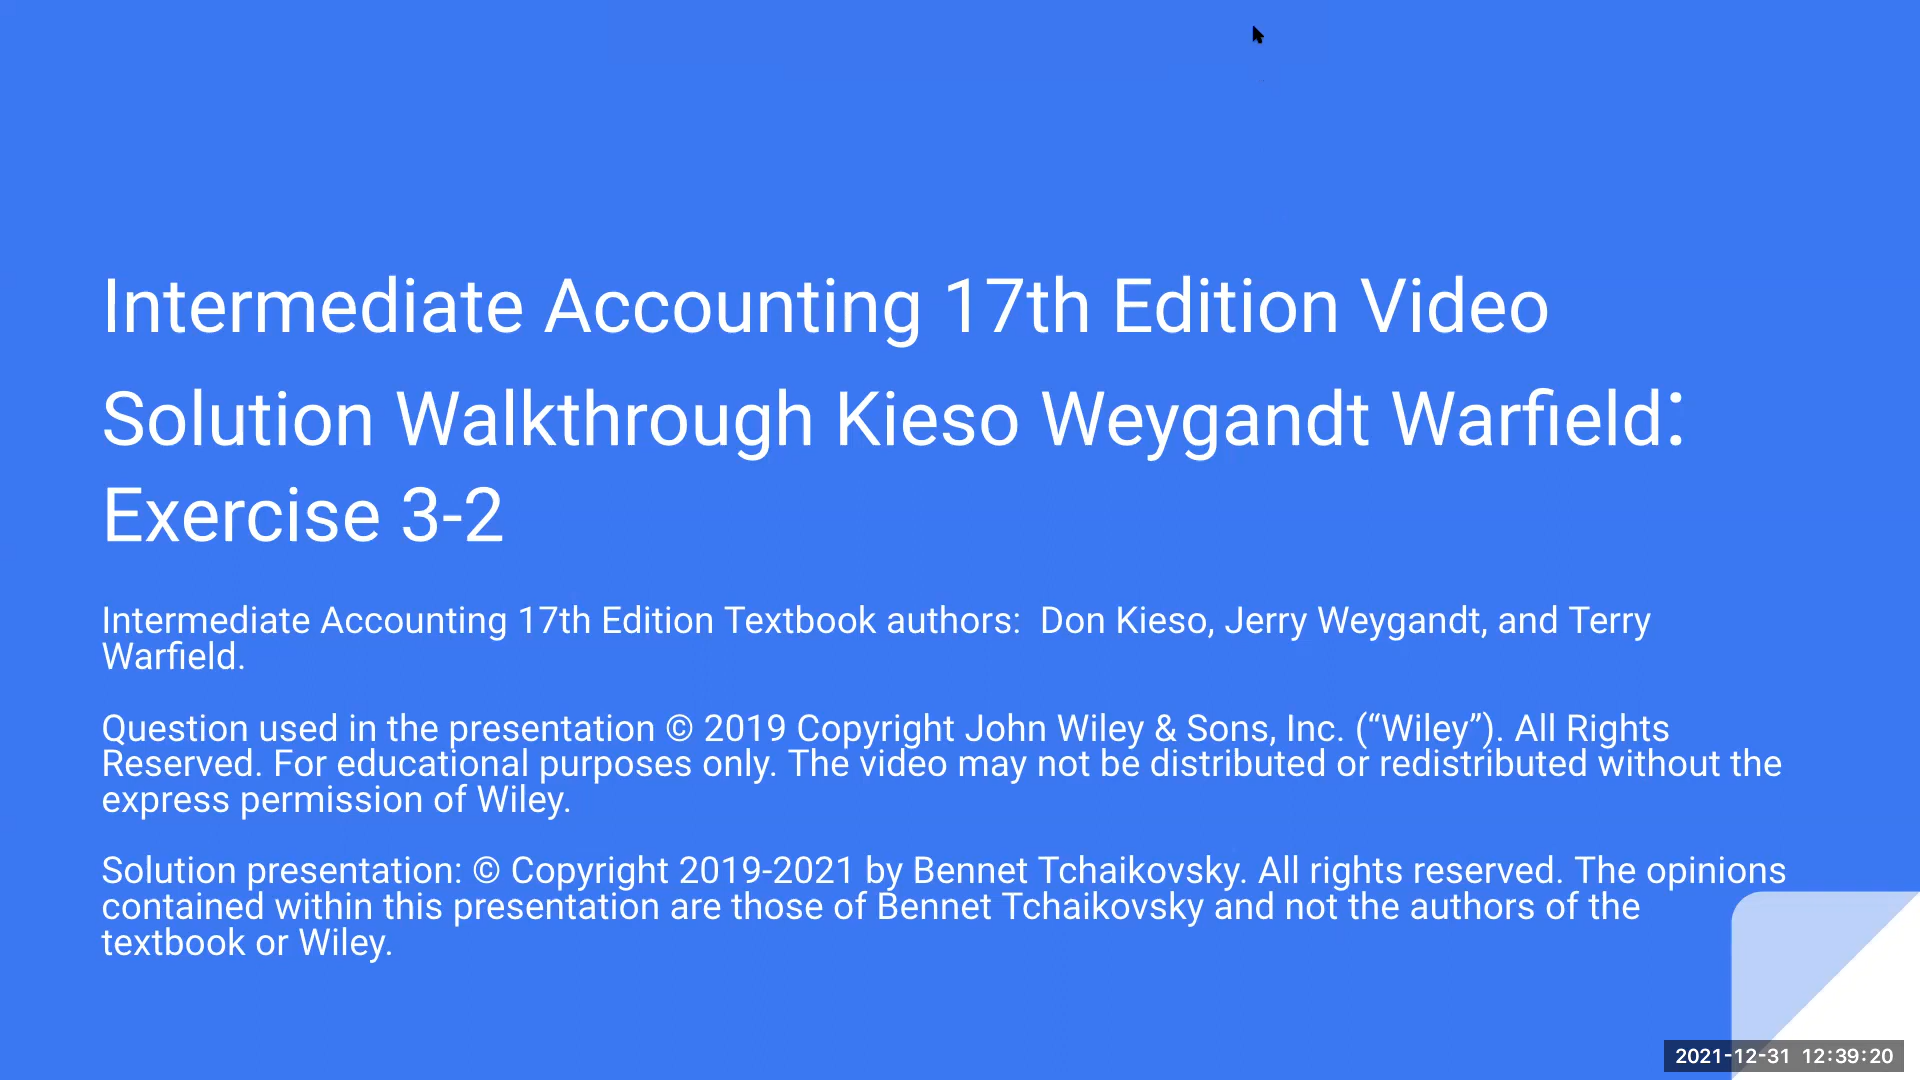 Intermediate Accounting 17th Edition Video
Solution Walkthrough Kieso Weygandt Warfield:
Exercise 3-2
Intermediate Accounting 17th Edition Textbook authors:  Don Kieso, Jerry Weygandt, and Terry
Warfield.
Question used in the presentation © 2019 Copyright John Wiley & Sons, Inc. (“Wiley”). All Rights
Reserved. For educational purposes only. The video may not be distributed or redistributed without the
express permission of Wiley.
Solution presentation: © Copyright 2019-2021 by Bennet Tchaikovsky. All rights reserved. The opinions
contained within this presentation are those of Bennet Tchaikovsky and not the authors of the
textbook or Wiley.
2021-12-31 12:39:20